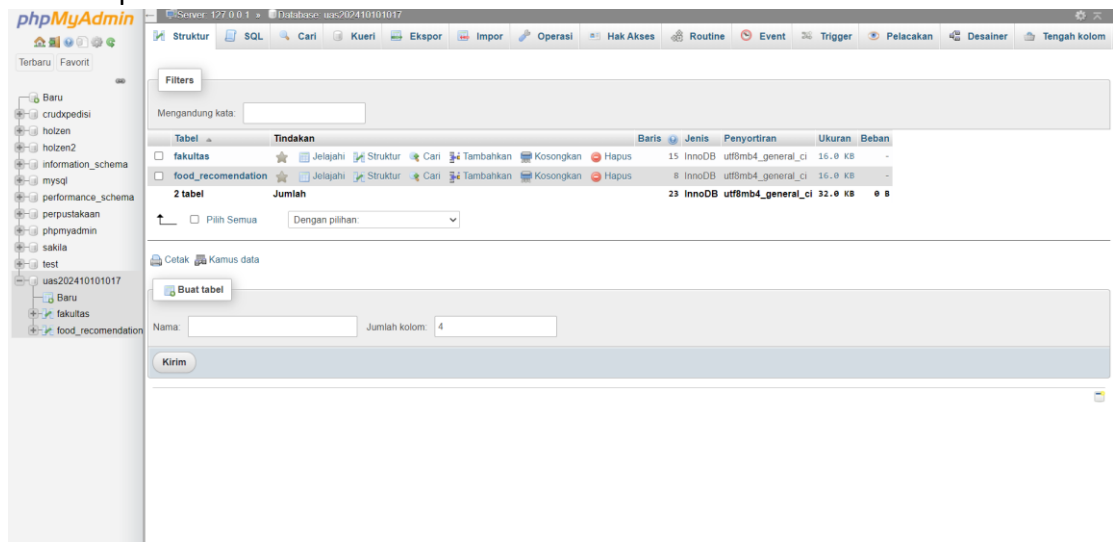 phpMyAdmin
Terbaru Favorit
Baru
crudxpedisi
holzen
holzen2
information_schema
mysql
performance_schema
perpustakaan
phpmyadmin
sakila
test
uas202410101017
Baru
fakultas
food_recomendation
Server: 127.0.0.1 » Database: uas202410101017
Struktur SQL Cari Kueri Ekspor Impor Operasi Hak Akses Routine Event Trigger Pelacakan Desainer Tengah kolom
Filters
Mengandung kata:
Tabel Tindakan Baris Jenis Penyortiran Ukuran Beban
fakultas Jelajahi Struktur Cari Tambahkan Kosongkan Hapus 15 InnoDB utf8mb4_general_ci 16.0 KB -
food_recomendation Jelajahi Struktur Cari Tambahkan Kosongkan Hapus 8 InnoDB utf8mb4_general_ci 16.0 KB -
2 tabel Jumlah 23 InnoDB utf8mb4_general_ci 32.0 KB 0 B
Pilih Semua Dengan pilihan:
Cetak Kamus data
Buat tabel
Nama: Jumlah kolom: 4
Kirim